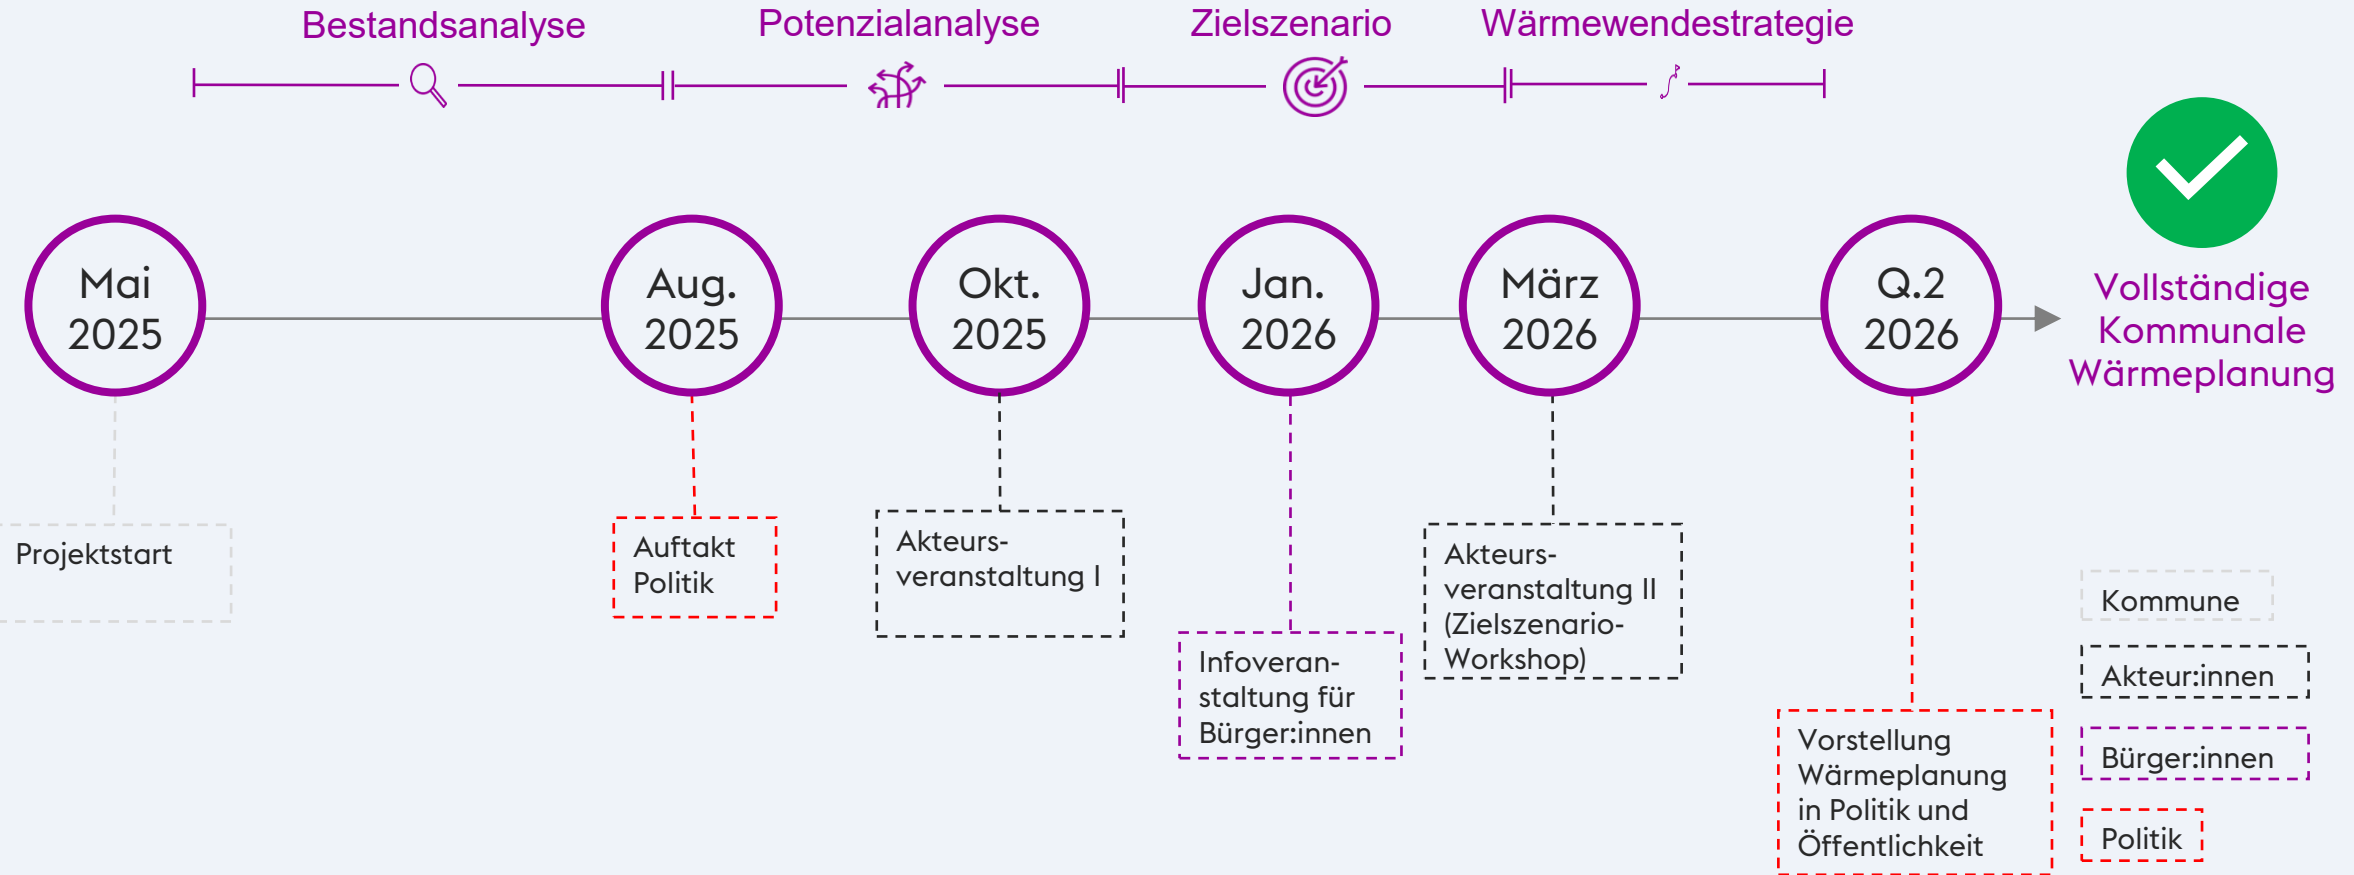 Bestandsanalyse
Potenzialanalyse
Zielszenario
Wärmewendestrategie
Mai
2025
Aug.
2025
Okt.
2025
Jan.
2026
März
2026
Q.2
2026
Vollständige
Kommunale
Wärmeplanung
Projektstart
Auftakt
Politik
Akteurs-
veranstaltung I
Infoveran-
staltung für
Bürger:innen
Akteurs-
veranstaltung II
(Zielszenario-
Workshop)
Vorstellung
Wärmeplanung
in Politik und
Öffentlichkeit
Kommune
Akteur:innen
Bürger:innen
Politik